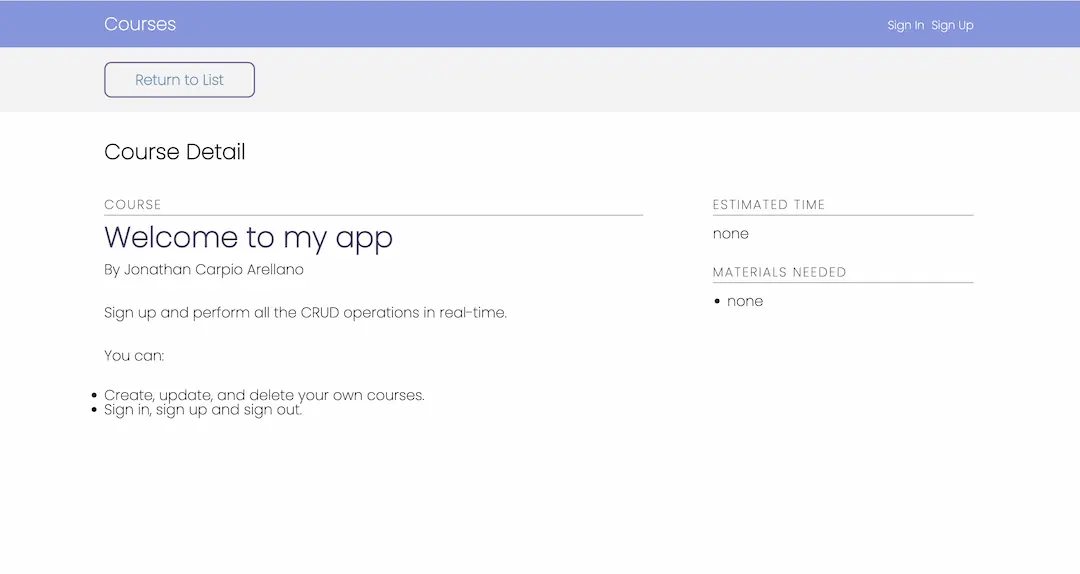 Courses
Sign In Sign Up
Return to List
Course Detail
COURSE
Welcome to my app
By Jonathan Carpio Arellano
Sign up and perform all the CRUD operations in real-time.
You can:
Create, update, and delete your own courses.
Sign in, sign up and sign out.
ESTIMATED TIME
none
MATERIALS NEEDED
none